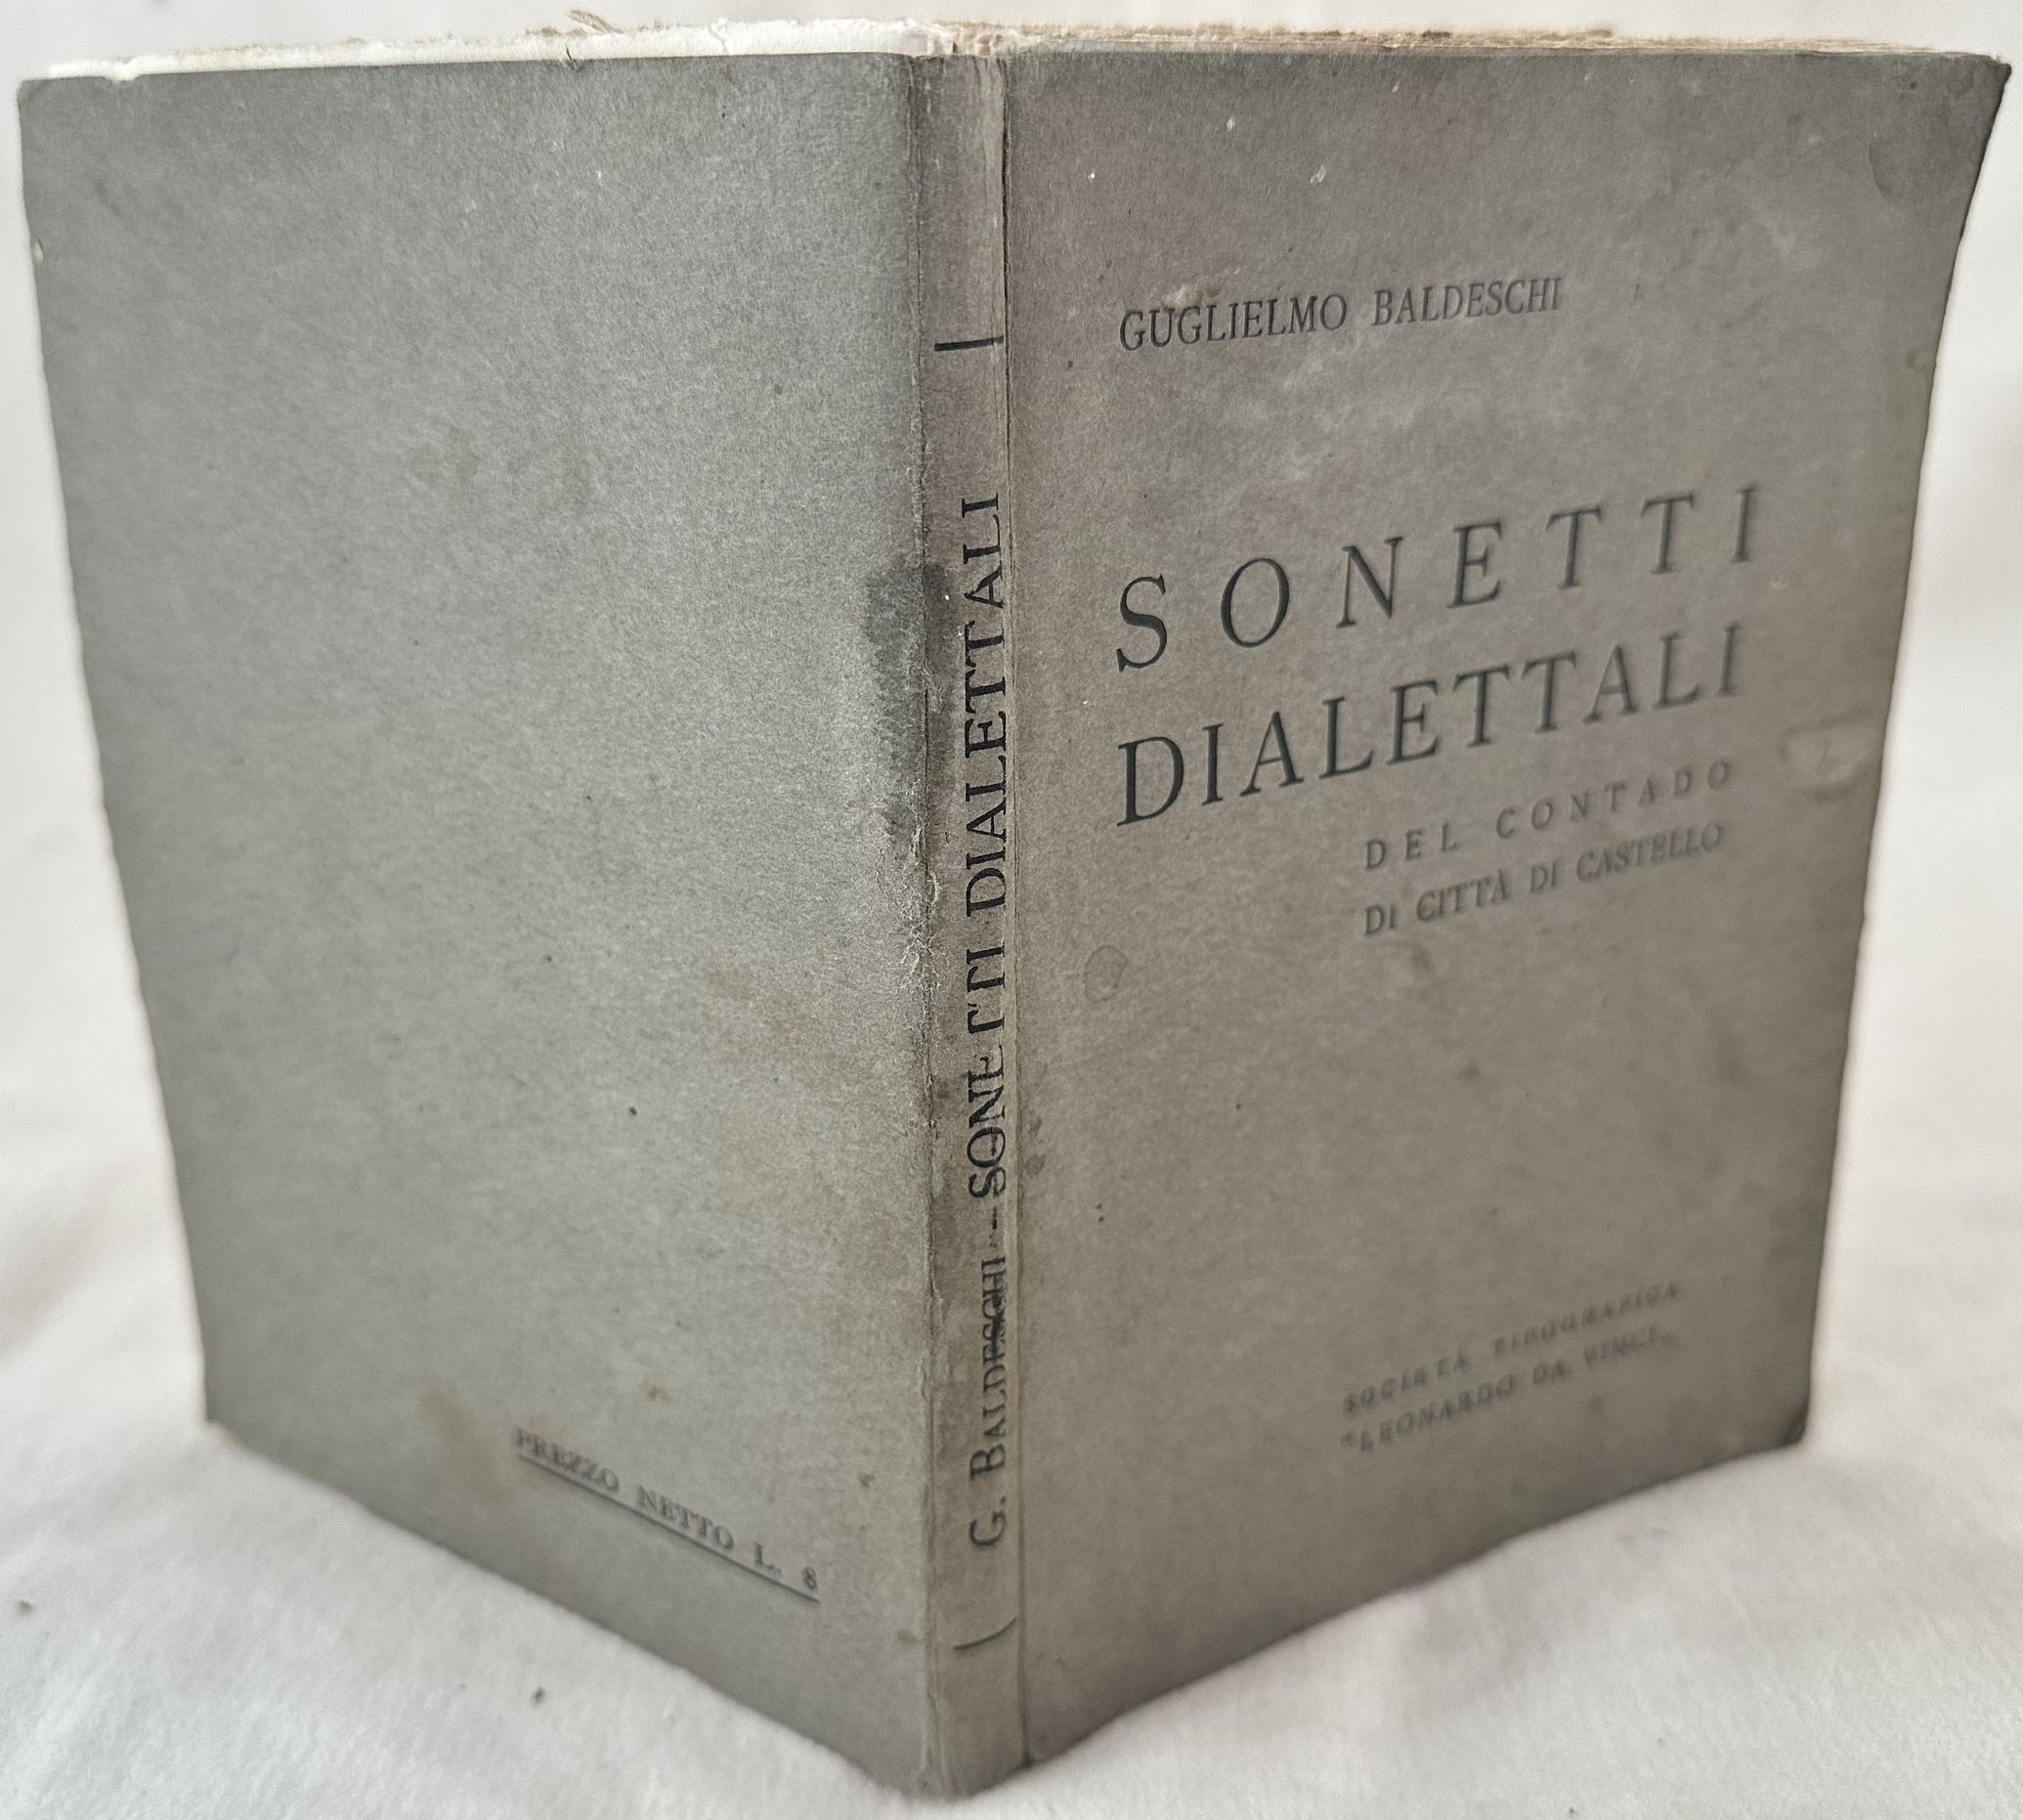 GUGLIELMO BALDESCHI
SONETTI
DIALETTALI
DEL CONTADO
DI CITTÀ DI CASTELLO
SOCIETÀ TIPOGRAFICA
"LEONARDO DA VINCI„
G. BALDESCHI - SONETTI DIALETTALI
PREZZO NETTO L. 8